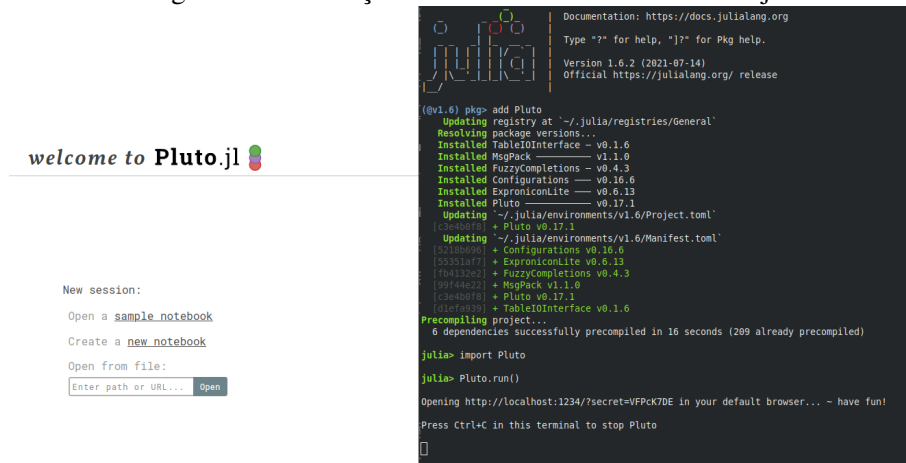 welcome to Pluto.jl
New session:
Open a sample notebook
Create a new notebook
Open from file:
Enter path or URL... Open
Documentation: https://docs.julialang.org
Type "?" for help, "]?" for Pkg help.
Version 1.6.2 (2021-07-14)
Official https://julialang.org/ release
(@v1.6) pkg> add Pluto
Updating registry at `~/.julia/registries/General`
Resolving package versions...
Installed TableIOInterface ─ v0.1.6
Installed MsgPack ────────── v1.1.0
Installed FuzzyCompletions ─ v0.4.3
Installed Configurations ─── v0.16.6
Installed ExproniconLite ─── v0.6.13
Installed Pluto ──────────── v0.17.1
Updating `~/.julia/environments/v1.6/Project.toml`
[c3e4b0f8] + Pluto v0.17.1
Updating `~/.julia/environments/v1.6/Manifest.toml`
[5218b696] + Configurations v0.16.6
[55351af7] + ExproniconLite v0.6.13
[fb4132e2] + FuzzyCompletions v0.4.3
[99f44e22] + MsgPack v1.1.0
[c3e4b0f8] + Pluto v0.17.1
[d1efa939] + TableIOInterface v0.1.6
Precompiling project...
6 dependencies successfully precompiled in 16 seconds (209 already precompiled)
julia> import Pluto
julia> Pluto.run()
Opening http://localhost:1234/?secret=VFPcK7DE in your default browser... ~ have fun!
Press Ctrl+C in this terminal to stop Pluto